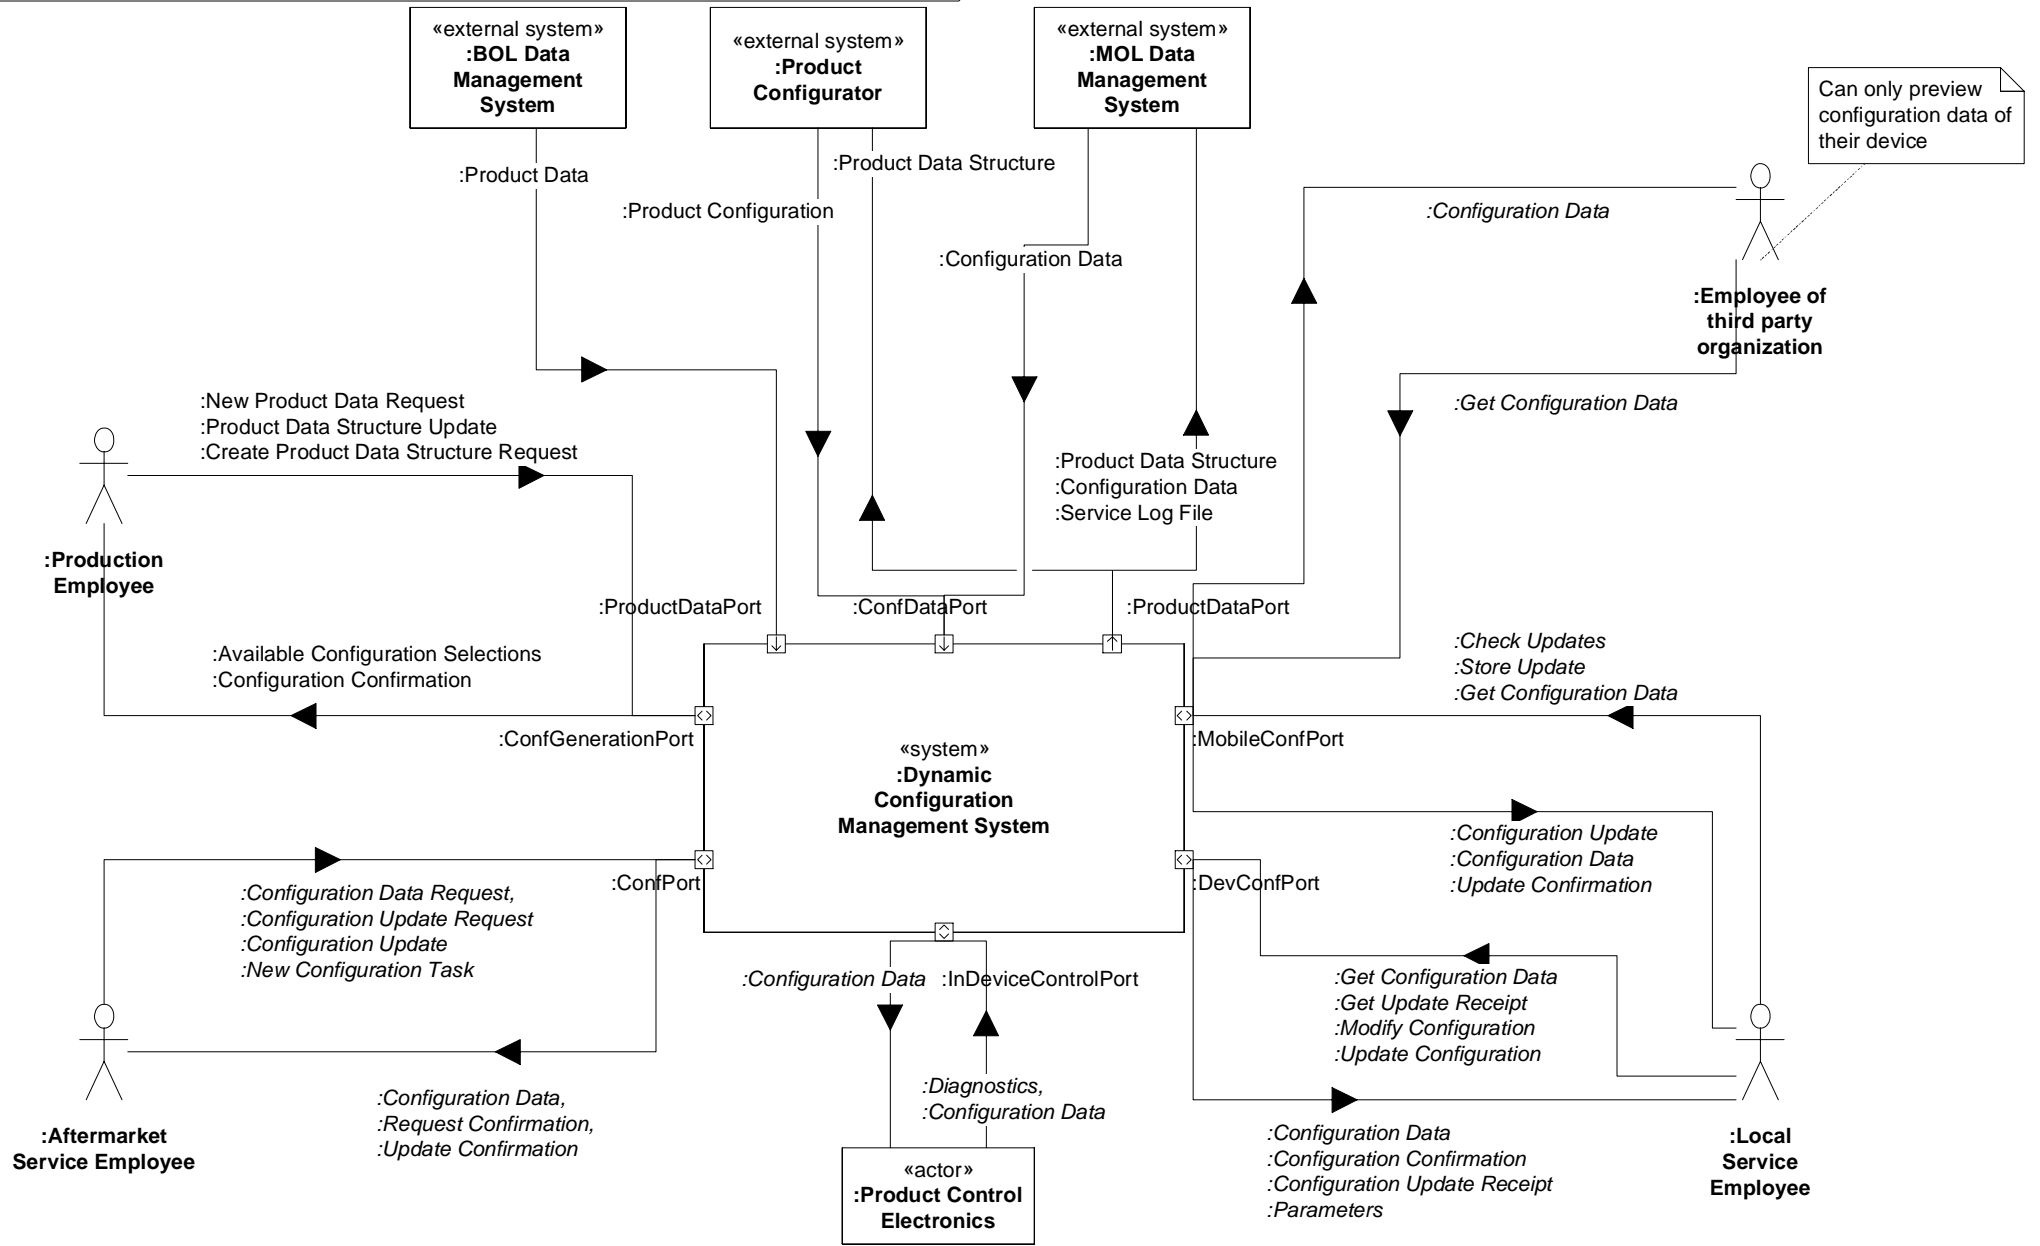 «external system»
:BOL Data
Management
System
«external system»
:Product
Configurator
«external system»
:MOL Data
Management
System
Can only preview
configuration data of
their device
:Product Data
:Product Data Structure
:Product Configuration
:Configuration Data
:Configuration Data
:Employee of
third party
organization
:Get Configuration Data
:New Product Data Request
:Product Data Structure Update
:Create Product Data Structure Request
:Product Data Structure
:Configuration Data
:Service Log File
:Production
Employee
:ProductDataPort
:ConfDataPort
:ProductDataPort
:Available Configuration Selections
:Configuration Confirmation
:Check Updates
:Store Update
:Get Configuration Data
:ConfGenerationPort
:MobileConfPort
«system»
:Dynamic
Configuration
Management System
:Configuration Update
:Configuration Data
:Update Confirmation
:ConfPort
:DevConfPort
:Configuration Data Request,
:Configuration Update Request
:Configuration Update
:New Configuration Task
:Configuration Data
:InDeviceControlPort
:Get Configuration Data
:Get Update Receipt
:Modify Configuration
:Update Configuration
:Diagnostics,
:Configuration Data
:Configuration Data,
:Request Confirmation,
:Update Confirmation
:Aftermarket
Service Employee
:Configuration Data
:Configuration Confirmation
:Configuration Update Receipt
:Parameters
:Local
Service
Employee
«actor»
:Product Control
Electronics